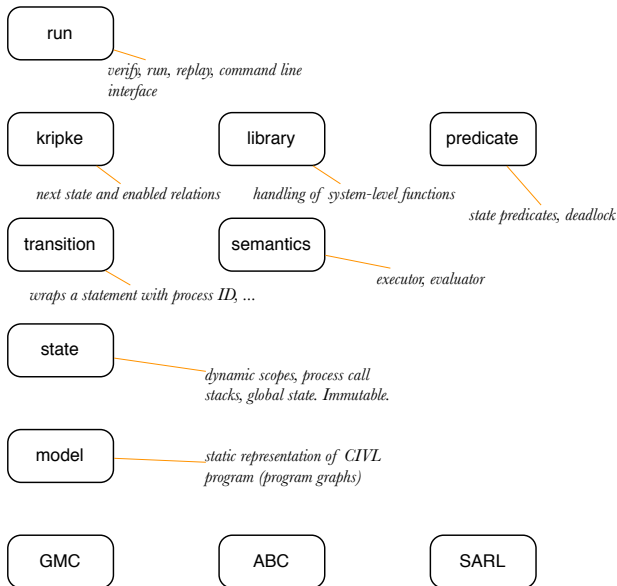 run
verify, run, replay, command line
interface
kripke
library
predicate
next state and enabled relations
handling of system-level functions
state predicates, deadlock
transition
semantics
executor, evaluator
wraps a statement with process ID, ...
state
dynamic scopes, process call
stacks, global state. Immutable.
model
static representation of CIVL
program (program graphs)
GMC
ABC
SARL